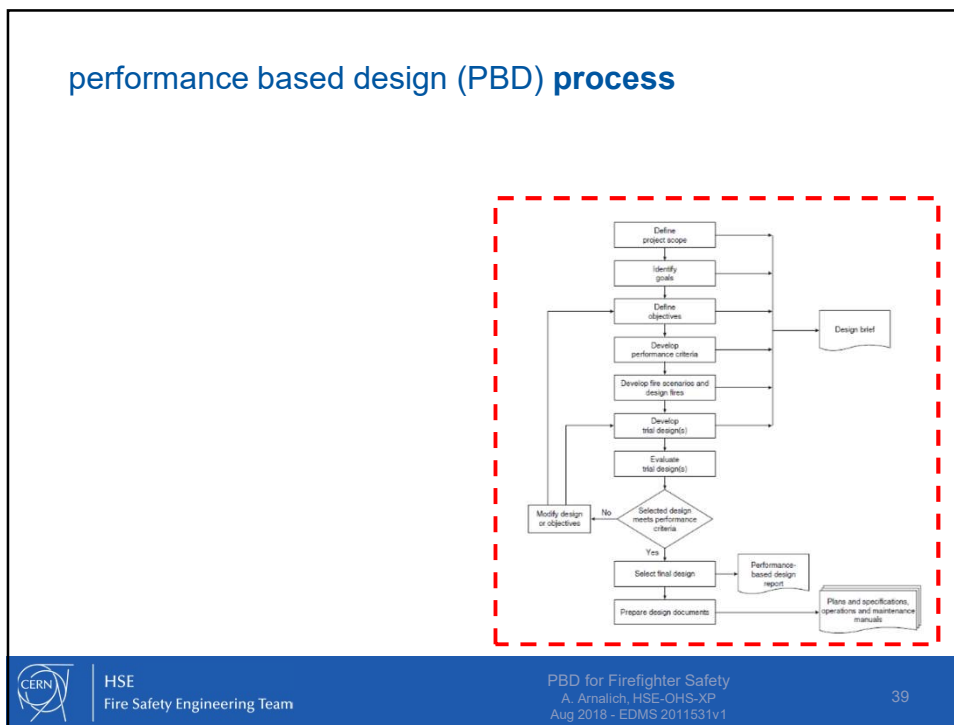 performance based design (PBD) process
Define
project scope
Identify
goals
Define
objectives
Develop
performance criteria
Develop fire scenarios and
design fires
Develop
trial design(s)
Evaluate
trial design(s)
Design brief
Modify design
or objectives
No
Selected design
meets performance
criteria
Yes
Select final design
Performance-
based design
report
Prepare design documents
Plans and specifications,
operations and maintenance
manuals
CERN
HSE
Fire Safety Engineering Team
PBD for Firefighter Safety
A. Arnalich, HSE-OHS-XP
Aug 2018 - EDMS 2011531v1
39